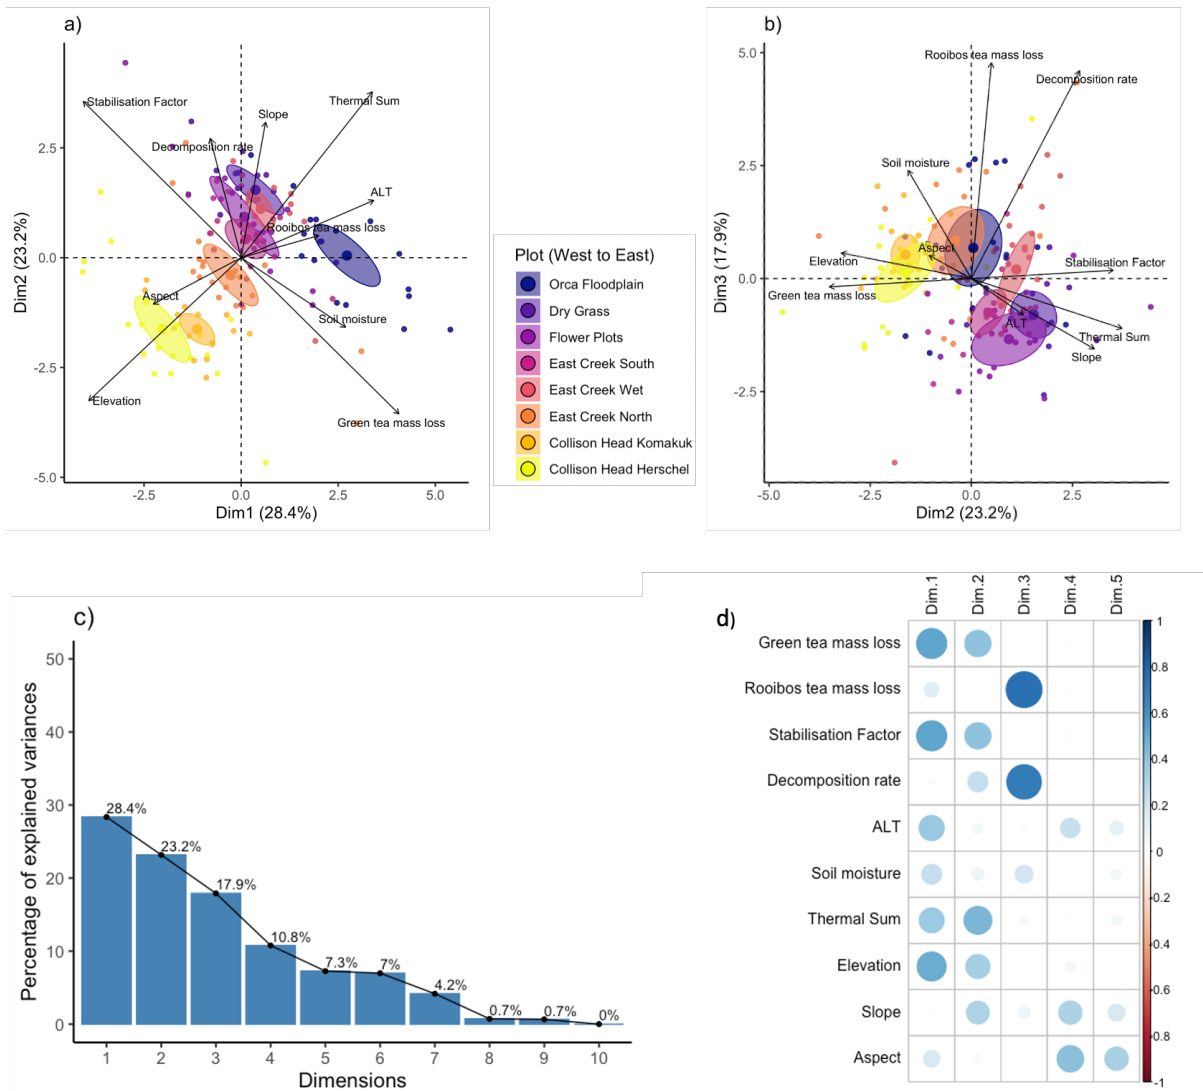 a)
Stabilisation Factor
Thermal Sum
Slope
Decomposition rate
ALT
Rooibos tea mass loss
Aspect
Soil moisture
Elevation
Green tea mass loss
2.5
0.0
-2.5
-5.0
Dim2 (23.2%)
-2.5
0.0
2.5
5.0
Dim1 (28.4%)
Plot (West to East)
Orca Floodplain
Dry Grass
Flower Plots
East Creek South
East Creek Wet
East Creek North
Collison Head Komakuk
Collison Head Herschel
b)
Rooibos tea mass loss
Decomposition rate
Soil moisture
Aspect
Elevation
Stabilisation Factor
Green tea mass loss
ALT
Thermal Sum
Slope
5.0
2.5
0.0
-2.5
Dim3 (17.9%)
-5.0
-2.5
0.0
2.5
Dim2 (23.2%)
c)
50
40
30
20
10
0
Percentage of explained variances
28.4%
23.2%
17.9%
10.8%
7.3%
7%
4.2%
0.7%
0.7%
0%
1
2
3
4
5
6
7
8
9
10
Dimensions
d)
Dim.1
Dim.2
Dim.3
Dim.4
Dim.5
Green tea mass loss
Rooibos tea mass loss
Stabilisation Factor
Decomposition rate
ALT
Soil moisture
Thermal Sum
Elevation
Slope
Aspect
1
0.8
0.6
0.4
0.2
0
-0.2
-0.4
-0.6
-0.8
-1